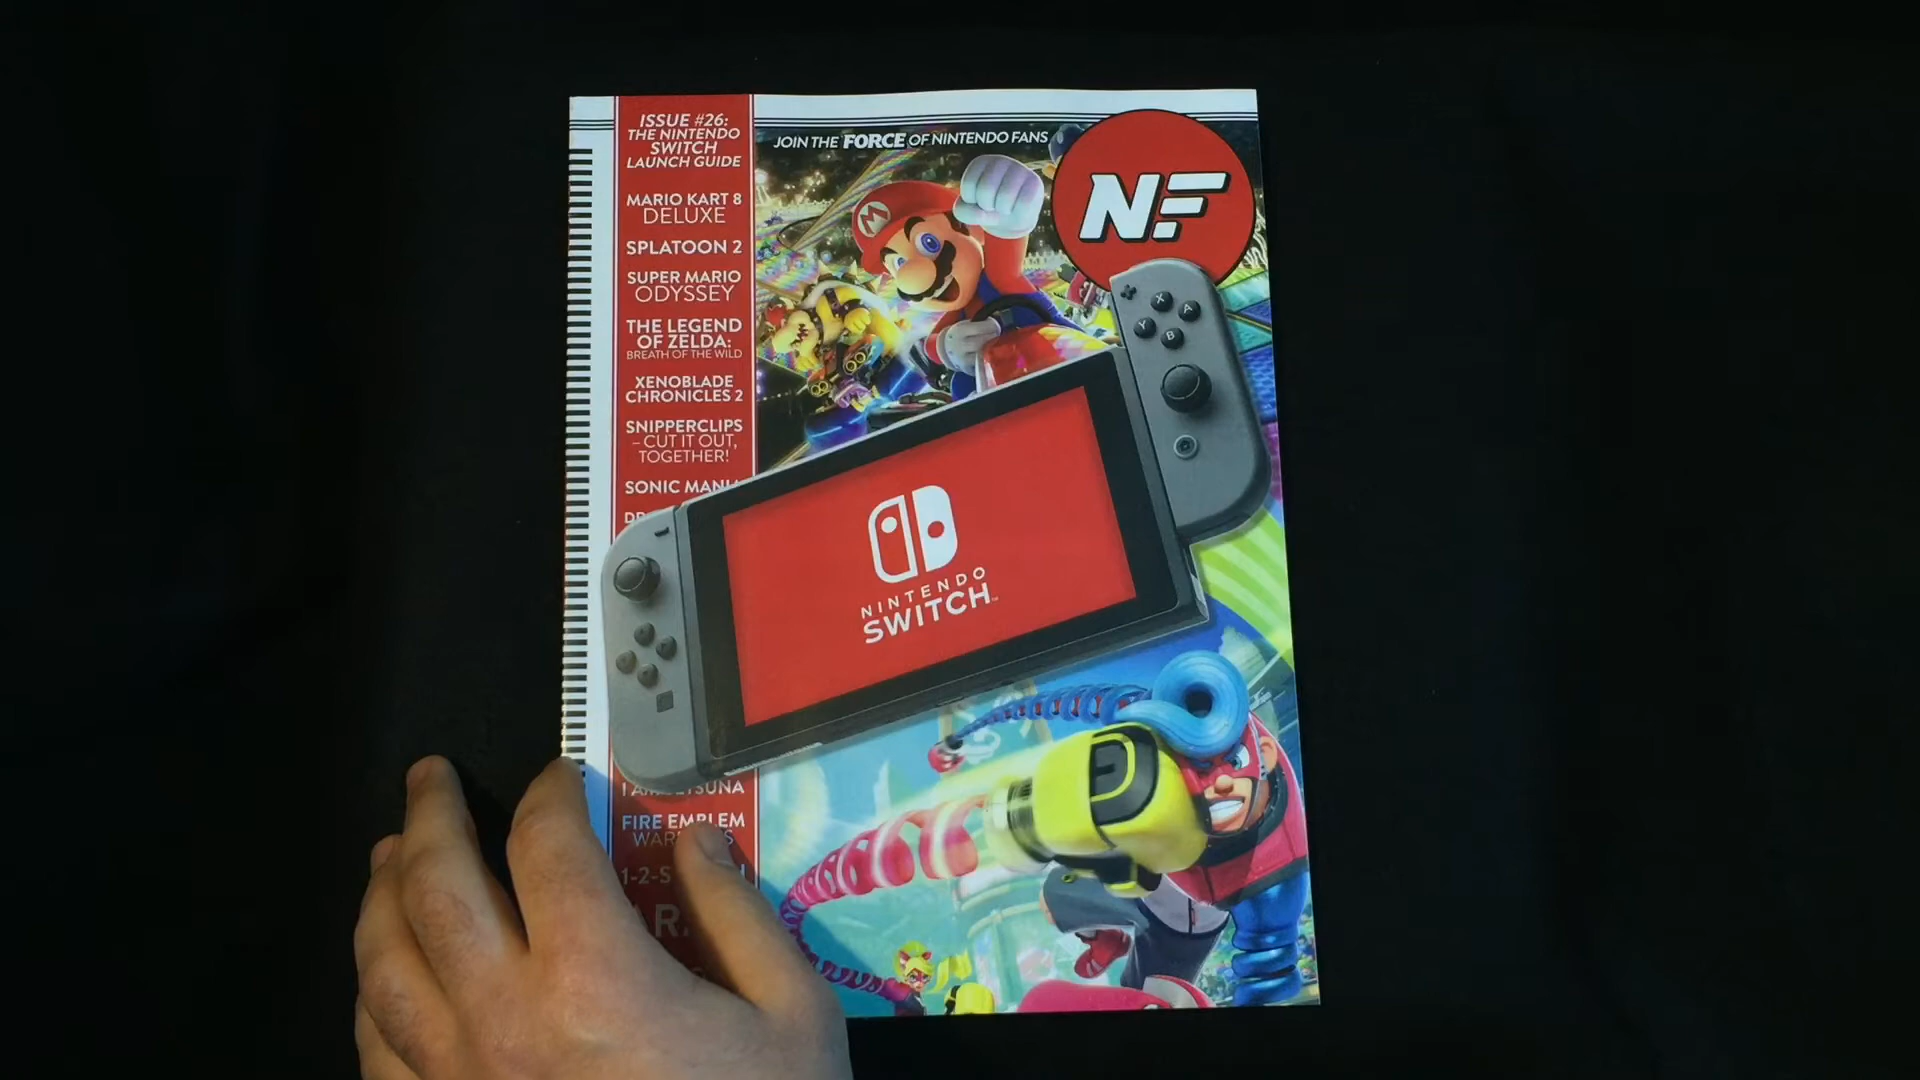 ISSUE #26:
THE NINTENDO
SWITCH
LAUNCH GUIDE
MARIO KART 8
DELUXE
SPLATOON 2
SUPER MARIO
ODYSSEY
THE LEGEND
OF ZELDA:
BREATH OF THE WILD
XENOBLADE
CHRONICLES 2
SNIPPERCLIPS
– CUT IT OUT,
TOGETHER!
SONIC
FIRE EMBLEM
JOIN THE FORCE OF NINTENDO FANS
NF
M
X
A
Y
B
NINTENDO
SWITCH